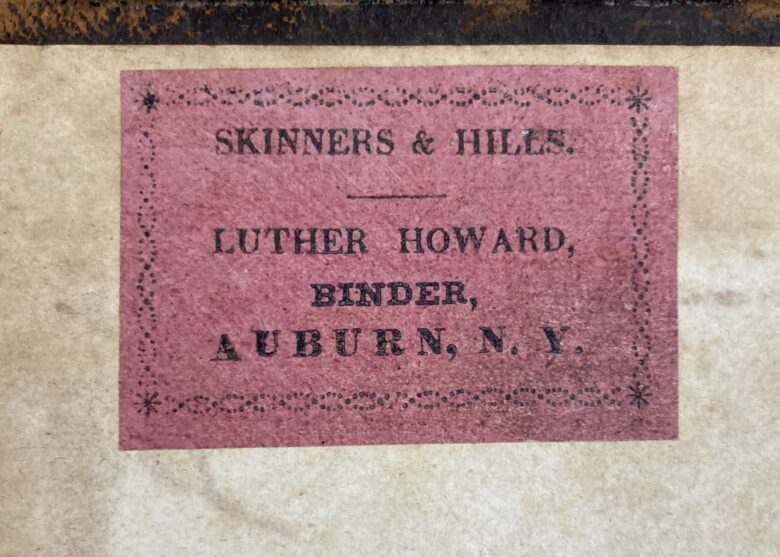 SKINNERS & HILLS.
LUTHER HOWARD,
BINDER,
AUBURN, N. Y.